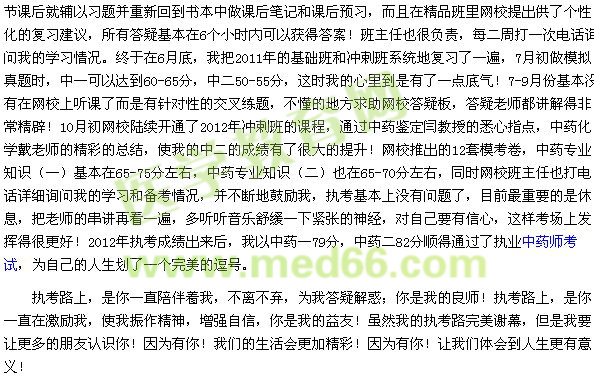 节课后就辅以习题并重新回到书本中做课后笔记和课后预习，而且在精品班里网校提出供了个性
化的复习建议，所有答疑基本在6个小时内可以获得答案！班主任也很负责，每二周打一次电话询
问我的学习情况。终于在6月底，我把2011年的基础班和冲刺班系统地复习了一遍，7月初做模拟
真题时，中一可以达到60-65分，中二50-55分，这时我的心里到是有了一点底气！7-9月份基本没
有在网校上听课了而是有针对性的交叉练题，不懂的地方求助网校答疑板，答疑老师都讲解得非
常精辟！10月初网校陆续开通了2012年冲刺班的课程，通过中药鉴定闫教授的悉心指点，中药化
学戴老师的精彩的总结，使我的中二的成绩有了很大的提升！网校推出的12套模考卷，中药专业
知识（一）基本在65-75分左右，中药专业知识（二）也在65-70分左右，同时网校班主任也打电
话详细询问我的学习和备考情况，并不断地鼓励我，执考基本上没有问题了，目前最重要的是休
息，把老师的串讲再看一遍，多听听音乐舒缓一下紧张的神经，对自己要有信心，这样考场上发
挥得很更好！2012年执考成绩出来后，我以中药一79分，中药二82分顺得通过了执业中药师考
试，为自己的人生划了一个完美的逗号。
执考路上，是你一直陪伴着我，不离不弃，为我答疑解惑；你是我的良师！执考路上，是你
一直在激励我，使我振作精神，增强自信，你是我的益友！虽然我的执考路完美谢幕，但是我要
让更多的朋友认识你！因为有你！我们的生活会更加精彩！因为有你！让我们体会到人生更有意
义！
医学教育网
www.med66.com